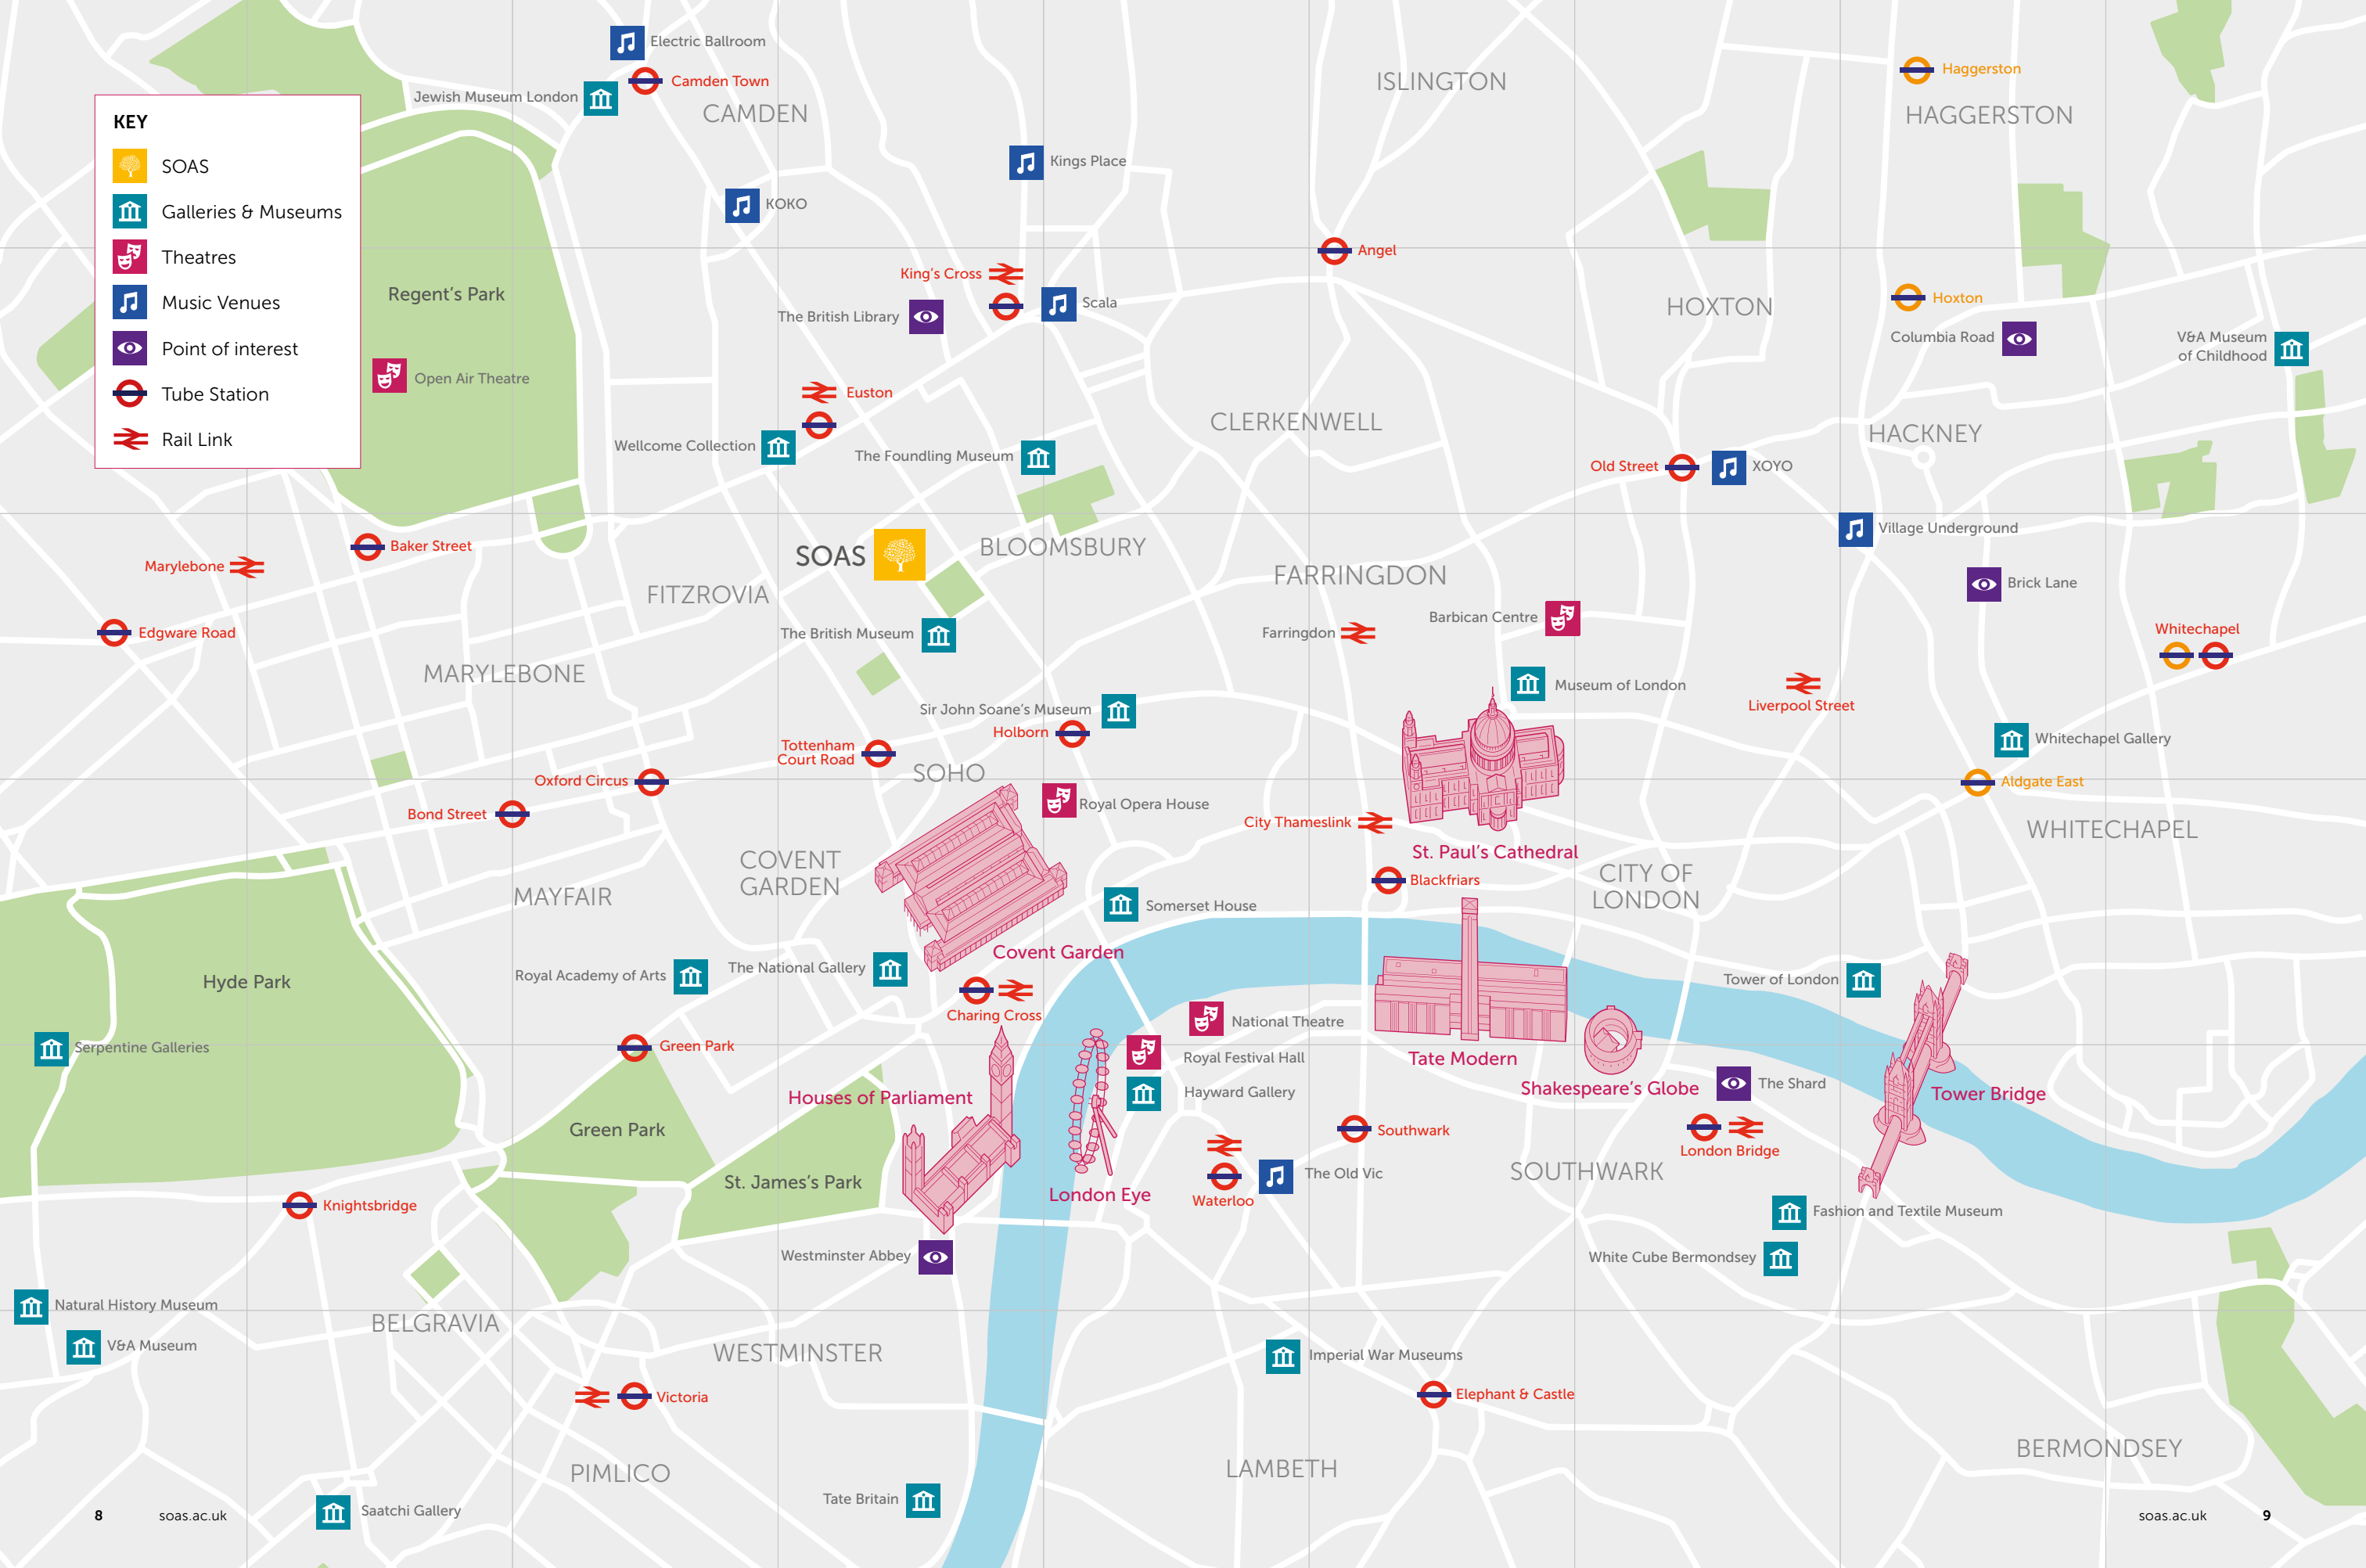 Electric Ballroom
Camden Town
Jewish Museum London
CAMDEN
ISLINGTON
Haggerston
HAGGERSTON
KEY
SOAS
Galleries & Museums
Theatres
Music Venues
Point of interest
Tube Station
Rail Link
Kings Place
KOKO
Angel
King's Cross
Scala
The British Library
Regent's Park
Open Air Theatre
HOXTON
Hoxton
Columbia Road
V&A Museum
of Childhood
Euston
Wellcome Collection
The Foundling Museum
CLERKENWELL
HACKNEY
Old Street
XOYO
Village Underground
Baker Street
Marylebone
SOAS
BLOOMSBURY
FITZROVIA
FARRINGDON
Brick Lane
Edgware Road
The British Museum
Farringdon
Barbican Centre
Whitechapel
MARYLEBONE
Museum of London
Liverpool Street
Sir John Soane's Museum
Holborn
Tottenham
Court Road
SOHO
Whitechapel Gallery
Aldgate East
Oxford Circus
Bond Street
Royal Opera House
City Thameslink
WHITECHAPEL
St. Paul's Cathedral
COVENT
GARDEN
Blackfriars
CITY OF
LONDON
MAYFAIR
Somerset House
Covent Garden
Hyde Park
Royal Academy of Arts
The National Gallery
Charing Cross
Tower of London
National Theatre
Serpentine Galleries
Green Park
Royal Festival Hall
Tate Modern
Shakespeare's Globe
The Shard
Tower Bridge
Houses of Parliament
Hayward Gallery
Green Park
Southwark
London Bridge
St. James's Park
London Eye
Waterloo
The Old Vic
SOUTHWARK
Knightsbridge
Fashion and Textile Museum
Westminster Abbey
White Cube Bermondsey
Natural History Museum
V&A Museum
BELGRAVIA
WESTMINSTER
Imperial War Museums
Victoria
Elephant & Castle
PIMLICO
LAMBETH
BERMONDSEY
Tate Britain
Saatchi Gallery
8
soas.ac.uk
soas.ac.uk
9